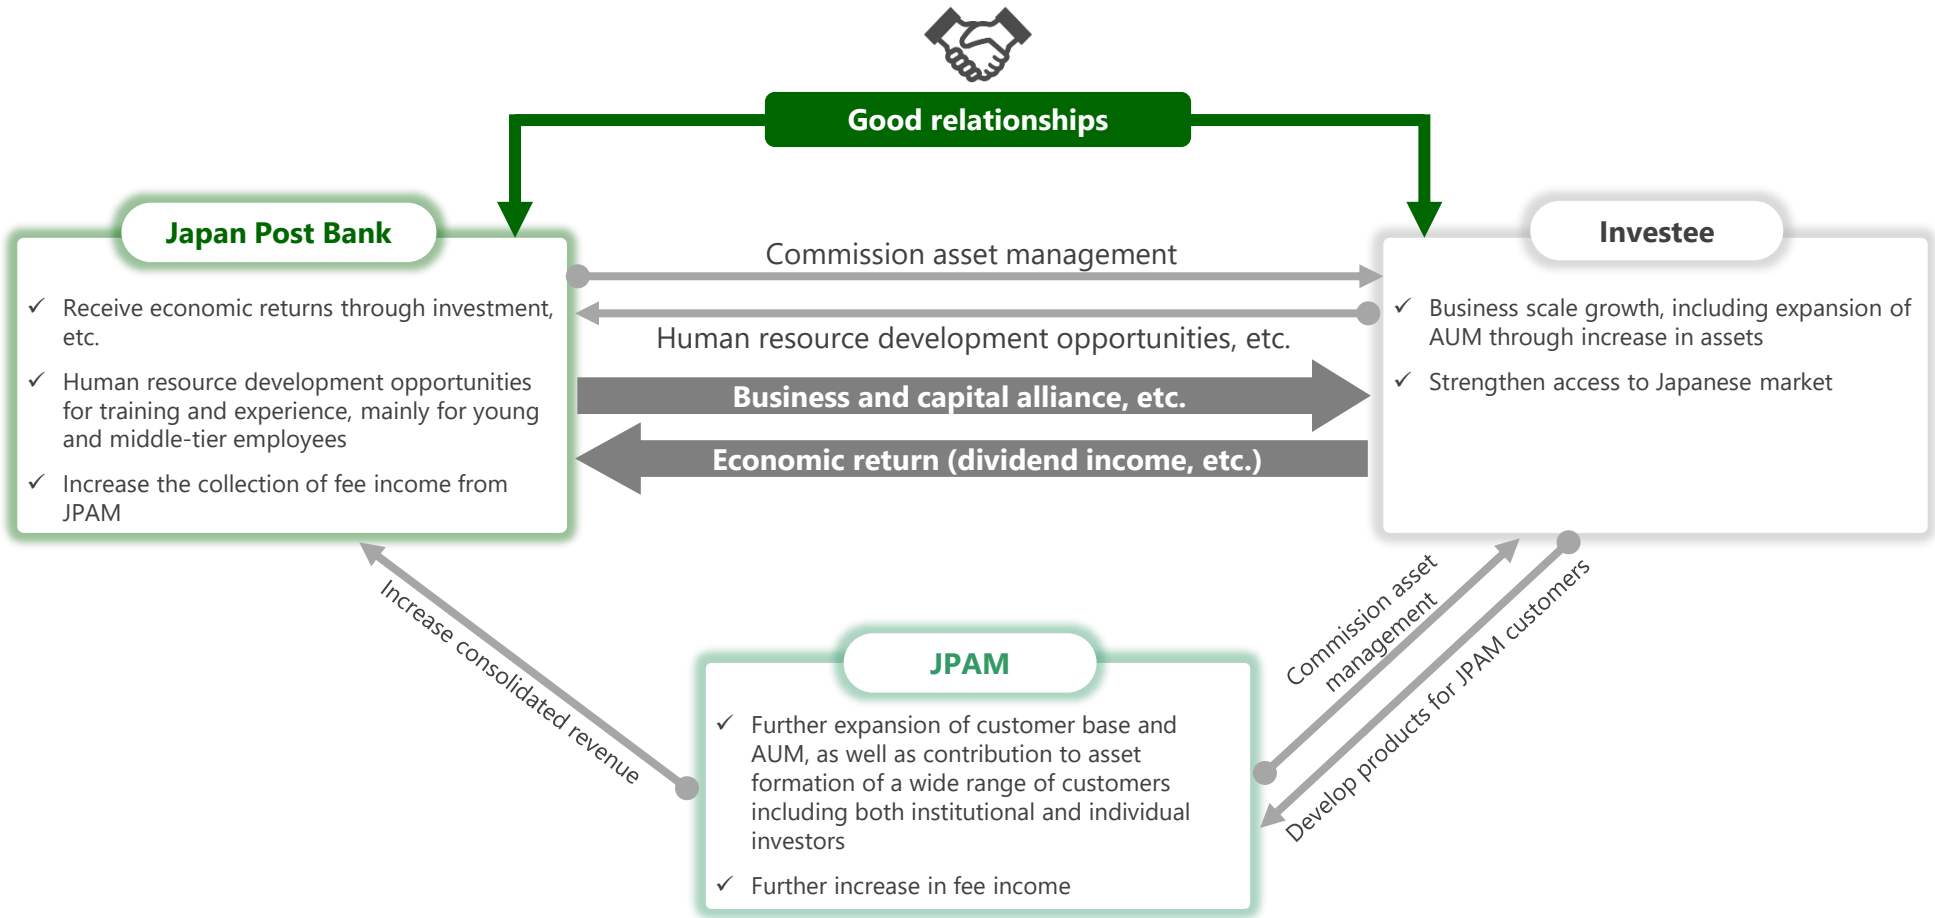 Good relationships
Japan Post Bank
Receive economic returns through investment,
etc.
Human resource development opportunities
for training and experience, mainly for young
and middle-tier employees
Increase the collection of fee income from
JPAM
Commission asset management
Human resource development opportunities, etc.
Business and capital alliance, etc.
Economic return (dividend income, etc.)
Investee
Business scale growth, including expansion of
AUM through increase in assets
Strengthen access to Japanese market
Increase consolidated revenue
Commission asset
management
Develop products for JPAM customers
JPAM
Further expansion of customer base and
AUM, as well as contribution to asset
formation of a wide range of customers
including both institutional and individual
investors
Further increase in fee income